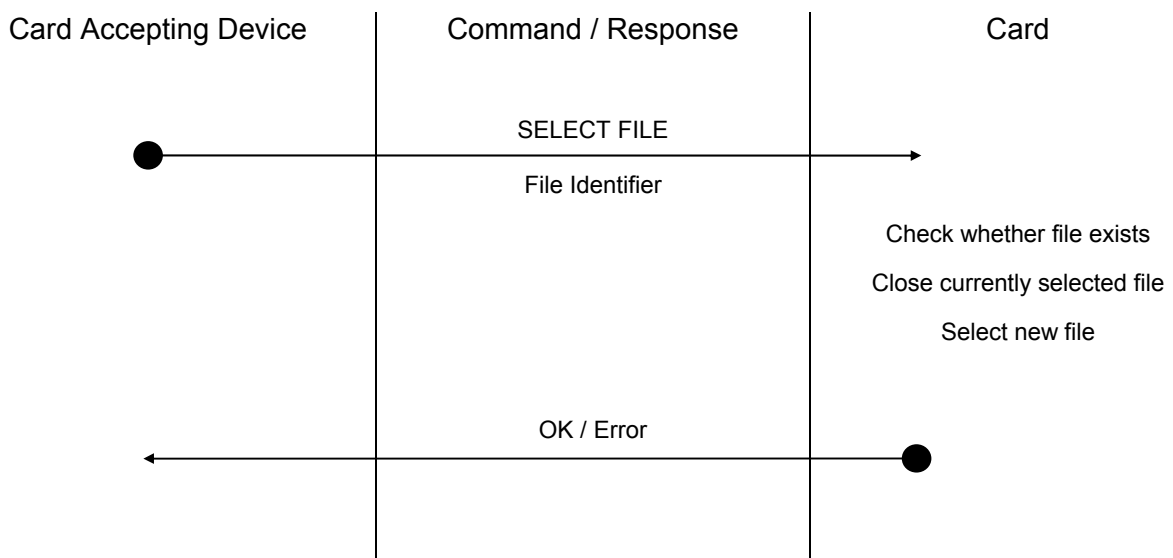 Card Accepting Device
Command / Response
Card
SELECT FILE
File Identifier
Check whether file exists
Close currently selected file
Select new file
OK / Error